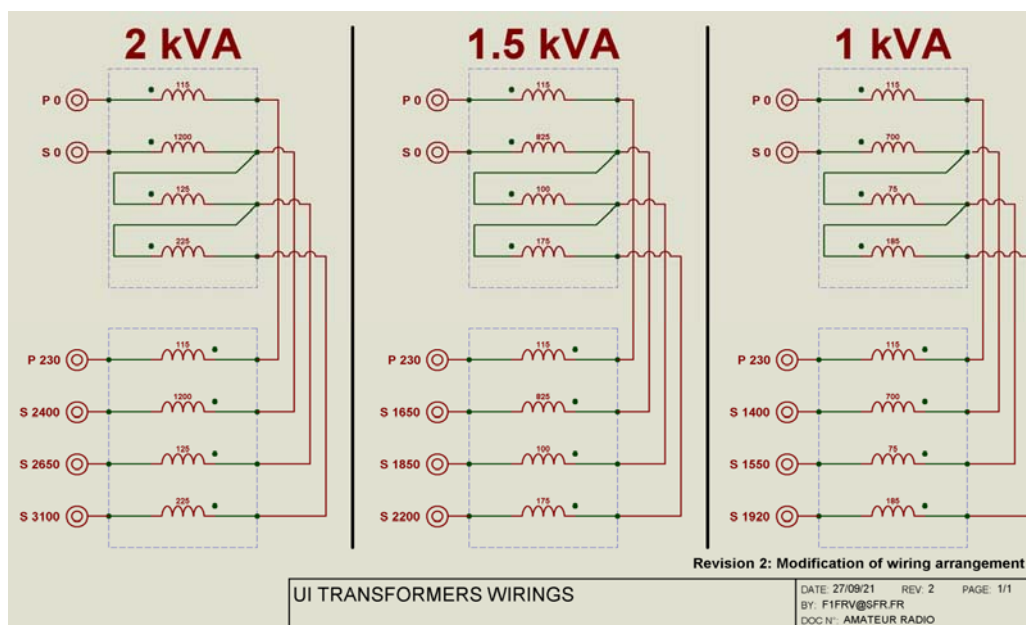 2 kVA 1.5 kVA 1 kVA
115 115 115
P 0 P 0 P 0
1200 825 700
S 0 S 0 S 0
125 100 75
225 175 185
115 115 115
P 230 P 230 P 230
1200 825 700
S 2400 S 1650 S 1400
125 100 75
S 2650 S 1850 S 1550
225 175 185
S 3100 S 2200 S 1920
Revision 2: Modification of wiring arrangement
UI TRANSFORMERS WIRINGS
DATE: 27/09/21 REV: 2 PAGE: 1/1
BY: F1FRV@SFR.FR
DOC N°: AMATEUR RADIO